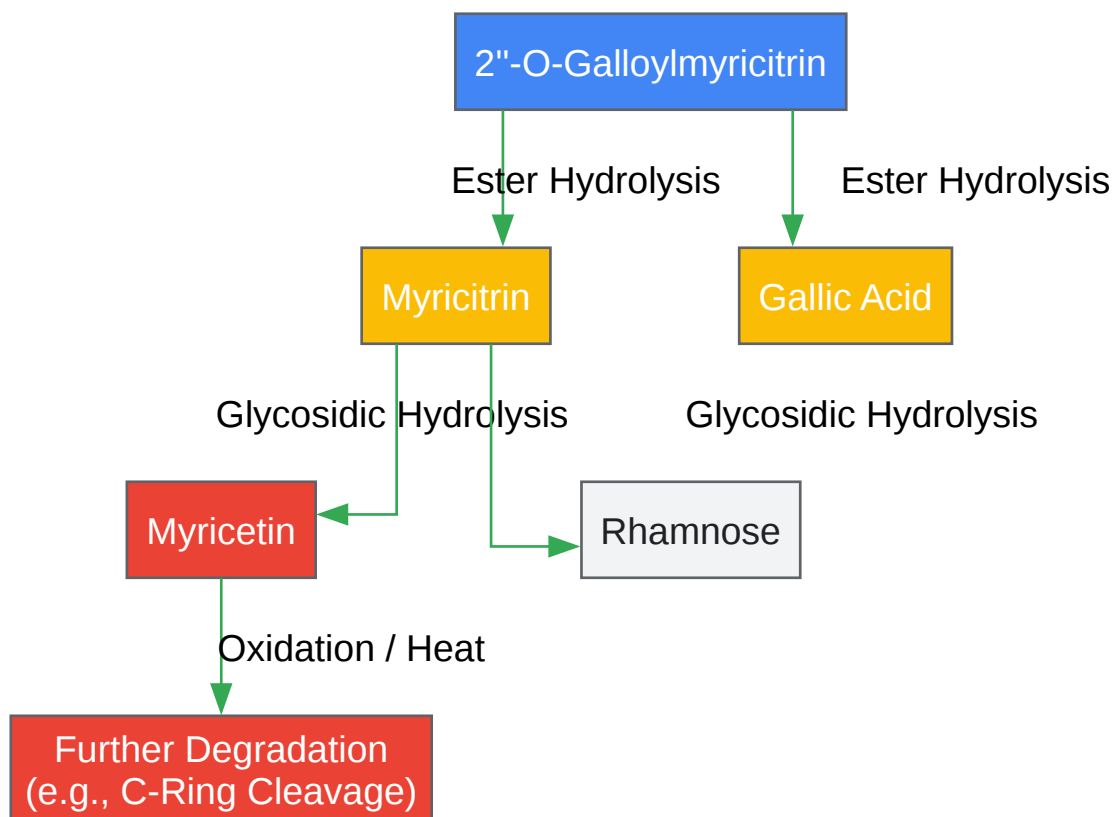 2"-O-Galloylmyricitrin
Ester Hydrolysis
Ester Hydrolysis
Myricitrin
Gallic Acid
Glycosidic Hydrolysis
Glycosidic Hydrolysis
Myricetin
Rhamnose
Oxidation / Heat
Further Degradation
(e.g., C-Ring Cleavage)